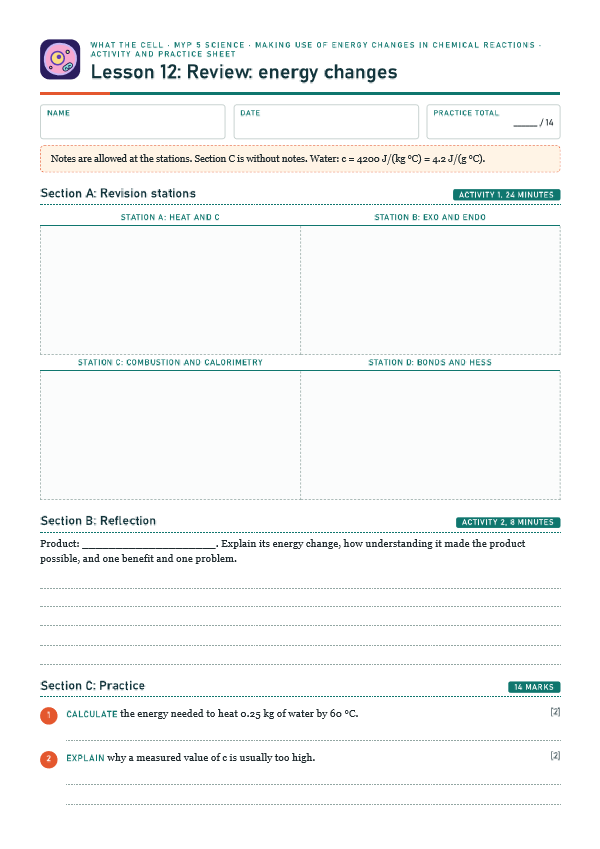 WHAT THE CELL · MYP 5 SCIENCE · MAKING USE OF ENERGY CHANGES IN CHEMICAL REACTIONS ·
ACTIVITY AND PRACTICE SHEET
Lesson 12: Review: energy changes
NAME
DATE
PRACTICE TOTAL
_____ / 14
Notes are allowed at the stations. Section C is without notes. Water: c = 4200 J/(kg °C) = 4.2 J/(g °C).
Section A: Revision stations
ACTIVITY 1, 24 MINUTES
STATION A: HEAT AND C
STATION B: EXO AND ENDO
STATION C: COMBUSTION AND CALORIMETRY
STATION D: BONDS AND HESS
Section B: Reflection
ACTIVITY 2, 8 MINUTES
Product: ________________________. Explain its energy change, how understanding it made the product
possible, and one benefit and one problem.
Section C: Practice
14 MARKS
1 CALCULATE the energy needed to heat 0.25 kg of water by 60 °C. [2]
2 EXPLAIN why a measured value of c is usually too high. [2]